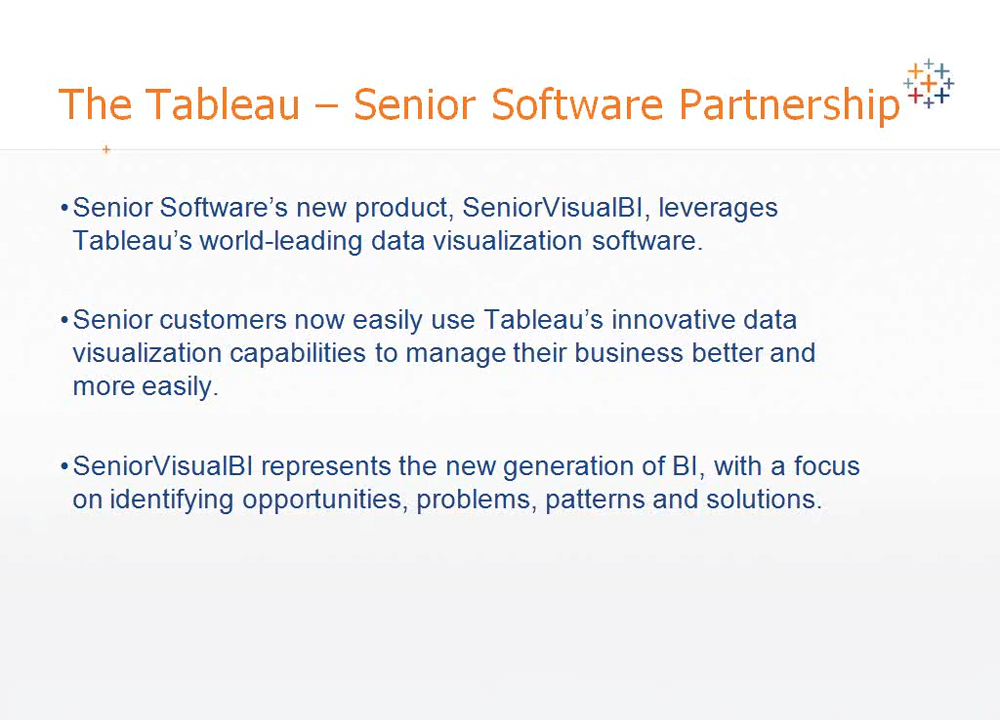 The Tableau – Senior Software Partnership
•Senior Software’s new product, SeniorVisualBI, leverages
Tableau’s world-leading data visualization software.
•Senior customers now easily use Tableau’s innovative data
visualization capabilities to manage their business better and
more easily.
•SeniorVisualBI represents the new generation of BI, with a focus
on identifying opportunities, problems, patterns and solutions.